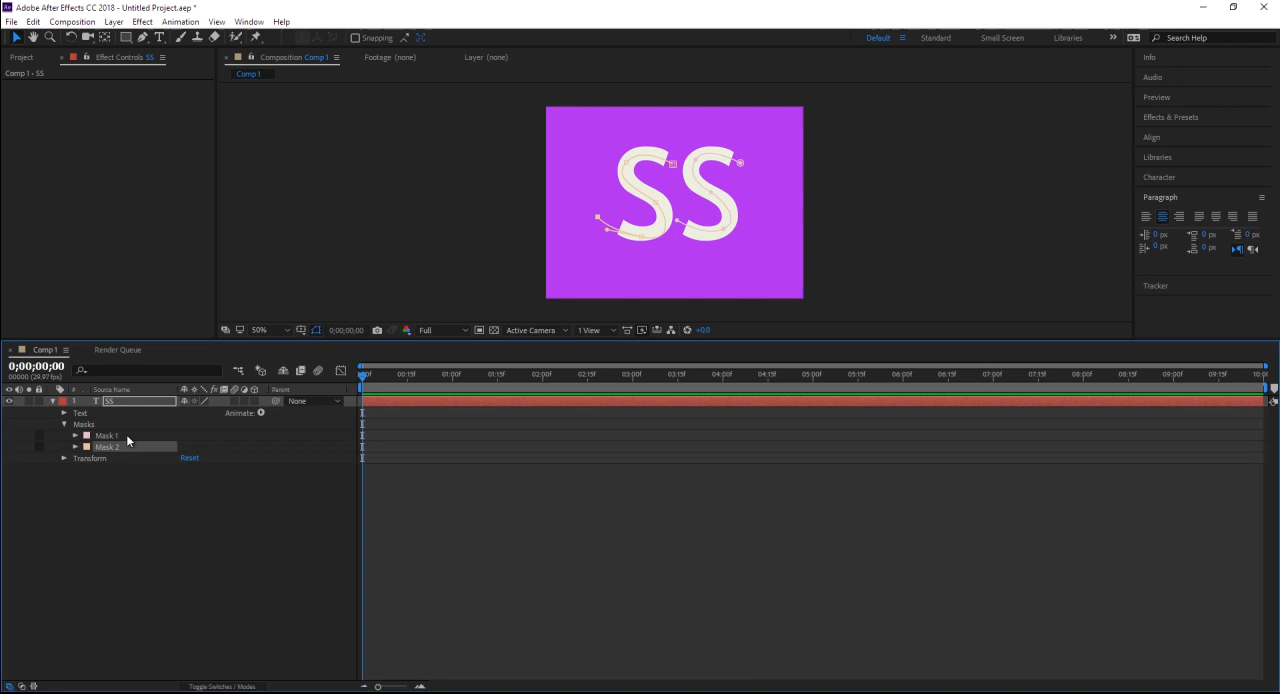 Adobe After Effects CC 2018 - Untitled Project.aep *
File Edit Composition Layer Effect Animation View Window Help
Snapping Default Standard Small Screen Libraries Search Help
Project Effect Controls SS Composition Comp 1 Footage (none) Layer (none) Info
Comp 1 • SS Comp 1
Audio
Preview
Effects & Presets
Align
Libraries
Character
Paragraph
SS
0 px 0 px 0 px
0 px 0 px
Tracker
50% 0;00;00;00 Full Active Camera 1 View +0.0
Comp 1 Render Queue
0;00;00;00
00000 (29.97 fps)
00:15f 01:00f 01:15f 02:00f 02:15f 03:00f 03:15f 04:00f 04:15f 05:00f 05:15f 06:00f 06:15f 07:00f 07:15f 08:00f 08:15f 09:00f 09:15f
# Source Name Parent
1 T SS None
Text Animate:
Masks
Mask 1
Mask 2
Transform Reset
Toggle Switches / Modes